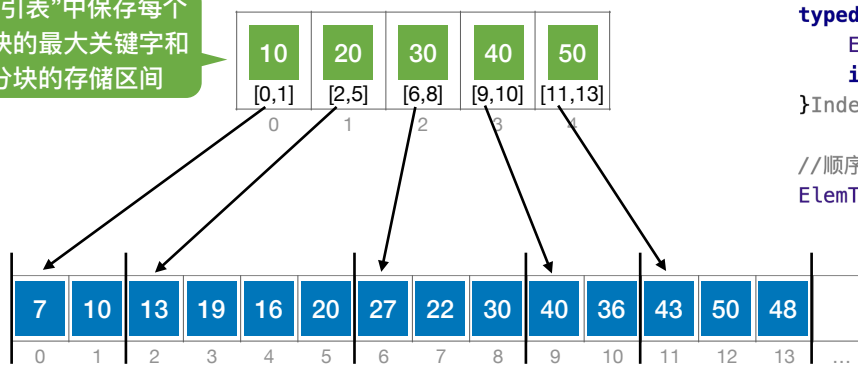 引表”中保存每个
块的最大关键字和
分块的存储区间
10 20 30 40 50
[0,1] [2,5] [6,8] [9,10] [11,13]
0 1 2 3 4
typed
E
i
}Inde
//顺序
ElemT
7 10 13 19 16 20 27 22 30 40 36 43 50 48
0 1 2 3 4 5 6 7 8 9 10 11 12 13 ...